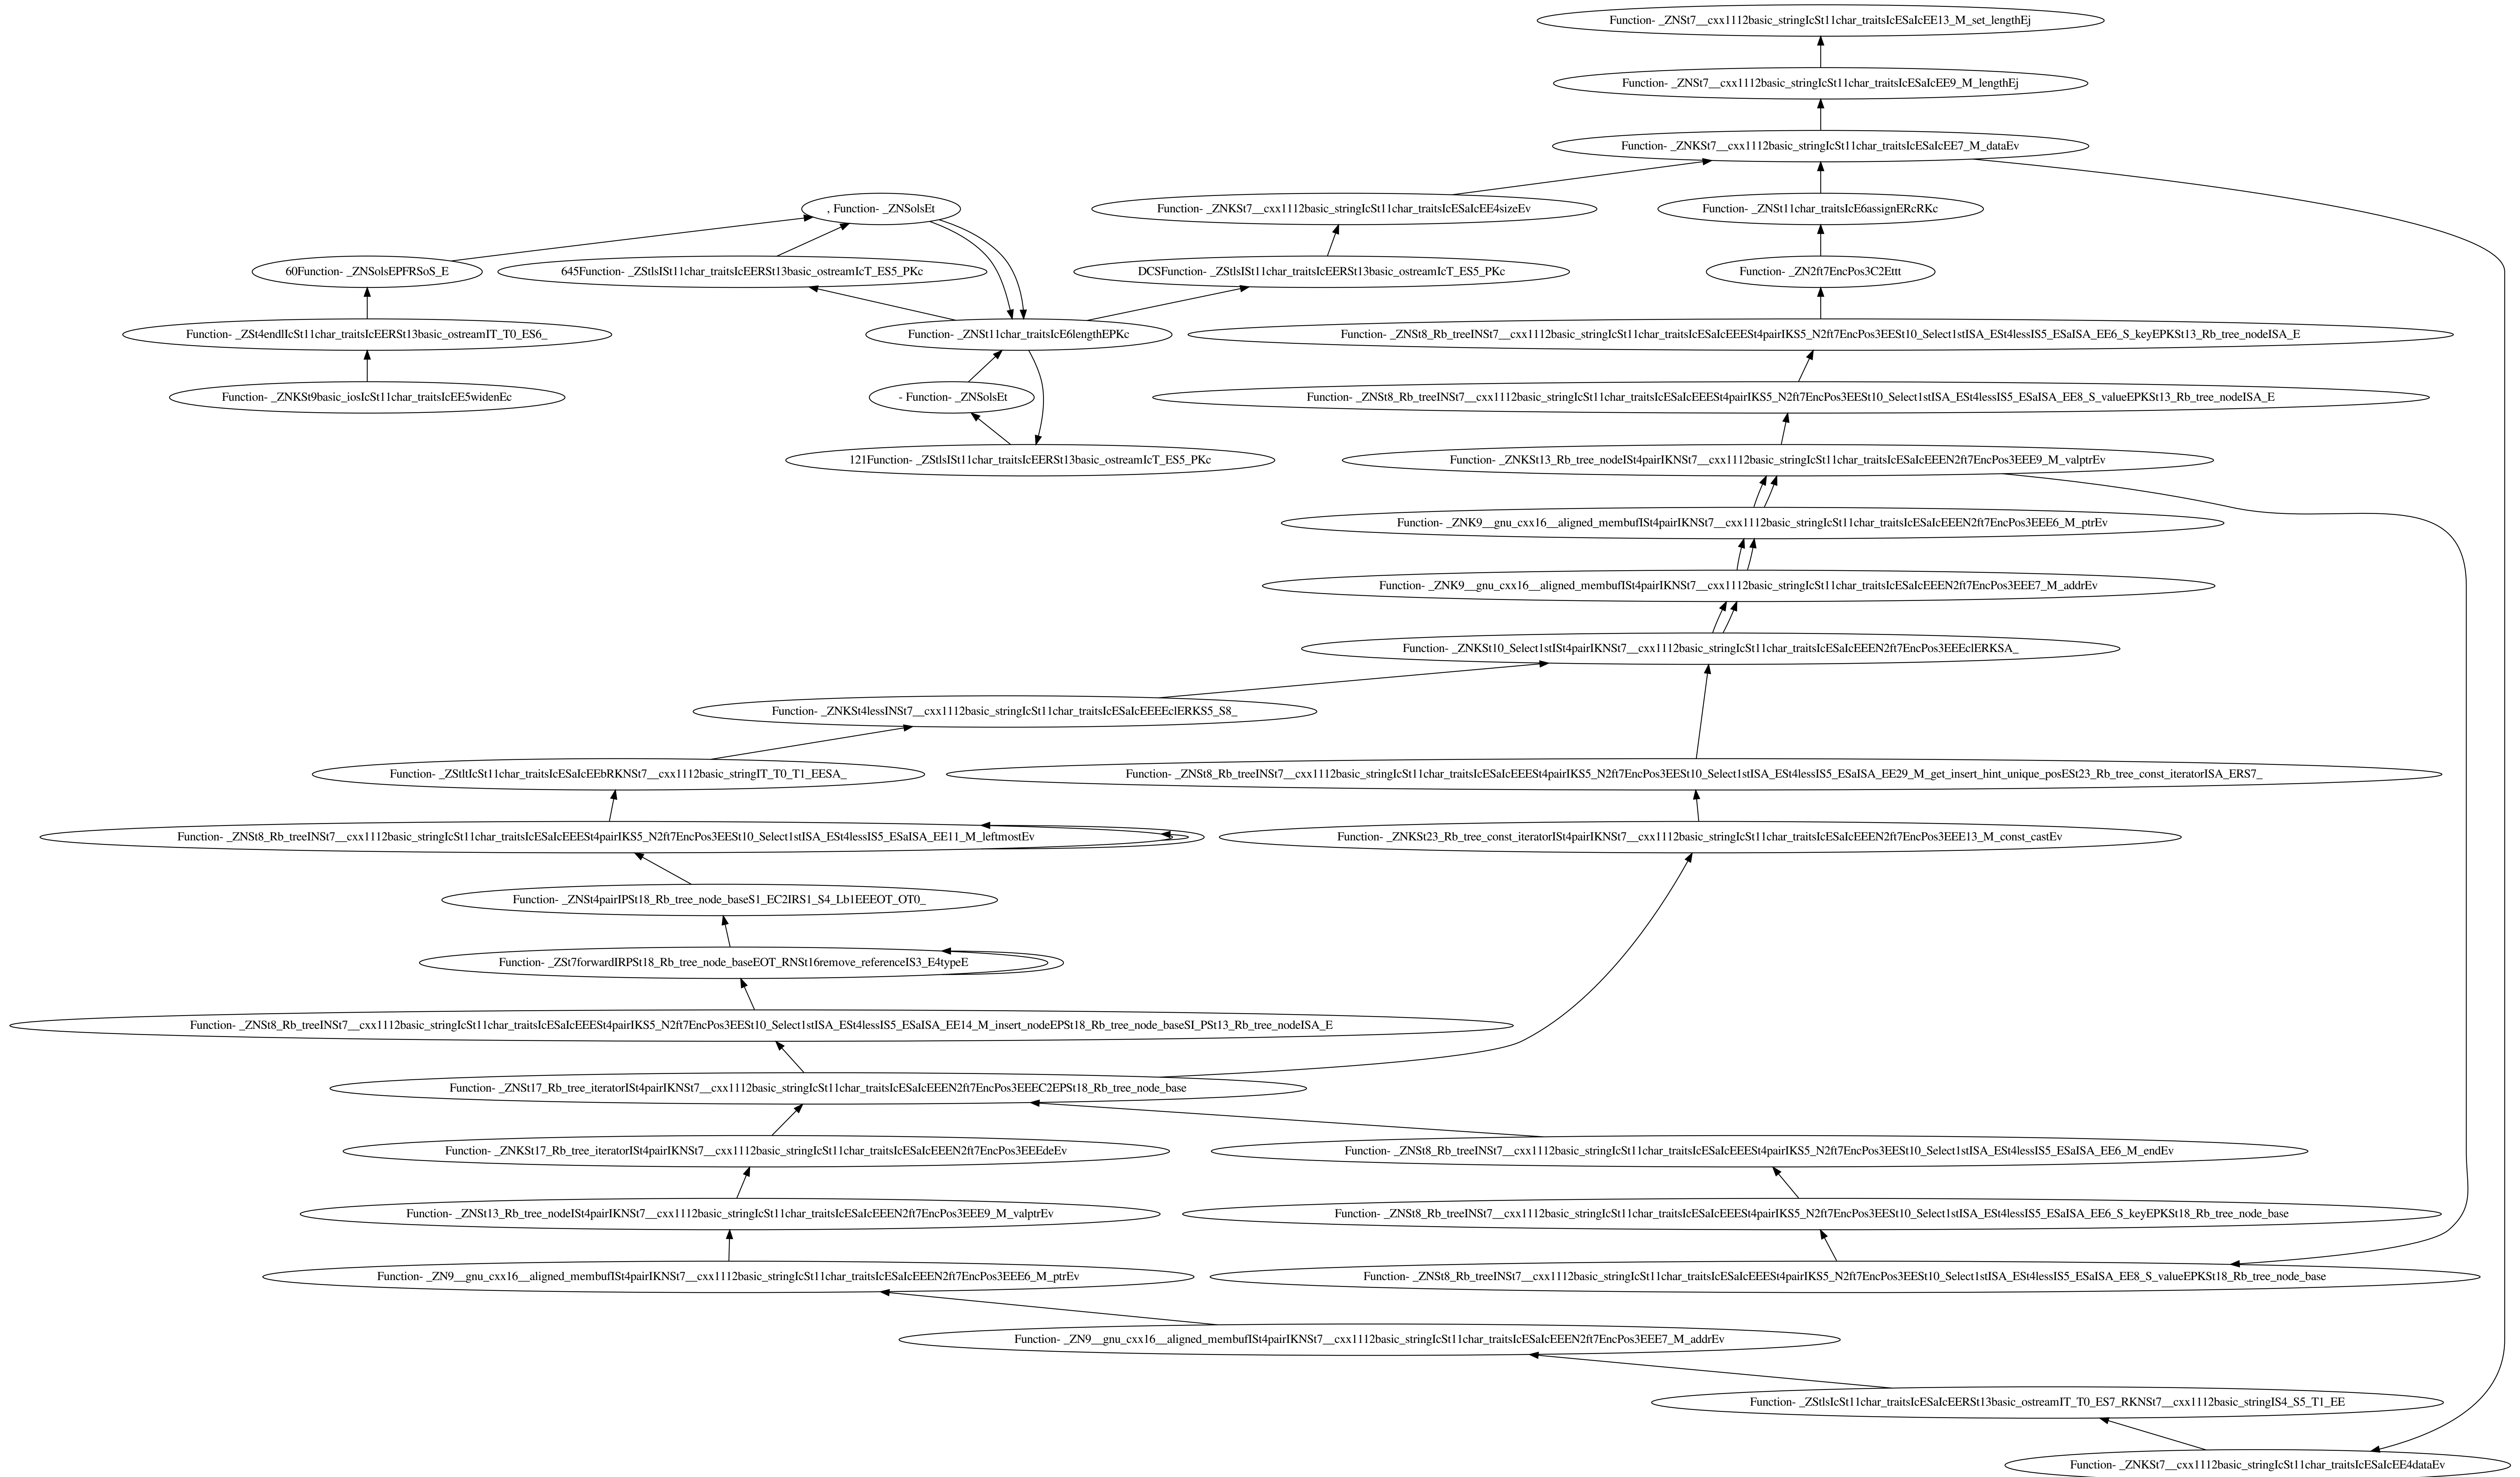 Function- _ZNSt7__cxx1112basic_stringIcSt11char_traitsIcESaIcEE13_M_set_lengthEj
Function- _ZNSt7__cxx1112basic_stringIcSt11char_traitsIcESaIcEE9_M_lengthEj
Function- _ZNKSt7__cxx1112basic_stringIcSt11char_traitsIcESaIcEE7_M_dataEv
, Function- _ZNSolsEt
Function- _ZNKSt7__cxx1112basic_stringIcSt11char_traitsIcESaIcEE4sizeEv
Function- _ZNSt11char_traitsIcE6assignERcRKc
60Function- _ZNSolsEPFRSoS_E
645Function- _ZStlsISt11char_traitsIcEERSt13basic_ostreamIcT_ES5_PKc
DCSFunction- _ZStlsISt11char_traitsIcEERSt13basic_ostreamIcT_ES5_PKc
Function- _ZN2ft7EncPos3C2Ettt
Function- _ZSt4endlIcSt11char_traitsIcEERSt13basic_ostreamIT_T0_ES6_
Function- _ZNSt11char_traitsIcE6lengthEPKc
Function- _ZNSt8_Rb_treeINSt7__cxx1112basic_stringIcSt11char_traitsIcESaIcEEESt4pairIKS5_N2ft7EncPos3EESt10_Select1stISA_ESt4lessIS5_ESaISA_EE6_S_keyEPKSt13_Rb_tree_nodeISA_E
Function- _ZNKSt9basic_iosIcSt11char_traitsIcEE5widenEc
- Function- _ZNSolsEt
Function- _ZNSt8_Rb_treeINSt7__cxx1112basic_stringIcSt11char_traitsIcESaIcEEESt4pairIKS5_N2ft7EncPos3EESt10_Select1stISA_ESt4lessIS5_ESaISA_EE8_S_valueEPKSt13_Rb_tree_nodeISA_E
121Function- _ZStlsISt11char_traitsIcEERSt13basic_ostreamIcT_ES5_PKc
Function- _ZNKSt13_Rb_tree_nodeISt4pairIKNSt7__cxx1112basic_stringIcSt11char_traitsIcESaIcEEEN2ft7EncPos3EEE9_M_valptrEv
Function- _ZNK9__gnu_cxx16__aligned_membufISt4pairIKNSt7__cxx1112basic_stringIcSt11char_traitsIcESaIcEEEN2ft7EncPos3EEE6_M_ptrEv
Function- _ZNK9__gnu_cxx16__aligned_membufISt4pairIKNSt7__cxx1112basic_stringIcSt11char_traitsIcESaIcEEEN2ft7EncPos3EEE7_M_addrEv
Function- _ZNKSt10_Select1stISt4pairIKNSt7__cxx1112basic_stringIcSt11char_traitsIcESaIcEEEN2ft7EncPos3EEEclERKSA_
Function- _ZNKSt4lessINSt7__cxx1112basic_stringIcSt11char_traitsIcESaIcEEEEclERKS5_S8_
Function- _ZStltIcSt11char_traitsIcESaIcEEbRKNSt7__cxx1112basic_stringIT_T0_T1_EESA_
Function- _ZNSt8_Rb_treeINSt7__cxx1112basic_stringIcSt11char_traitsIcESaIcEEESt4pairIKS5_N2ft7EncPos3EESt10_Select1stISA_ESt4lessIS5_ESaISA_EE29_M_get_insert_hint_unique_posESt23_Rb_tree_const_iteratorISA_ERS7_
Function- _ZNSt8_Rb_treeINSt7__cxx1112basic_stringIcSt11char_traitsIcESaIcEEESt4pairIKS5_N2ft7EncPos3EESt10_Select1stISA_ESt4lessIS5_ESaISA_EE11_M_leftmostEv
Function- _ZNKSt23_Rb_tree_const_iteratorISt4pairIKNSt7__cxx1112basic_stringIcSt11char_traitsIcESaIcEEEN2ft7EncPos3EEE13_M_const_castEv
Function- _ZNSt4pairIPSt18_Rb_tree_node_baseS1_EC2IRS1_S4_Lb1EEEOT_OT0_
Function- _ZSt7forwardIRPSt18_Rb_tree_node_baseEOT_RNSt16remove_referenceIS3_E4typeE
Function- _ZNSt8_Rb_treeINSt7__cxx1112basic_stringIcSt11char_traitsIcESaIcEEESt4pairIKS5_N2ft7EncPos3EESt10_Select1stISA_ESt4lessIS5_ESaISA_EE14_M_insert_nodeEPSt18_Rb_tree_node_baseSI_PSt13_Rb_tree_nodeISA_E
Function- _ZNSt17_Rb_tree_iteratorISt4pairIKNSt7__cxx1112basic_stringIcSt11char_traitsIcESaIcEEEN2ft7EncPos3EEEC2EPSt18_Rb_tree_node_base
Function- _ZNKSt17_Rb_tree_iteratorISt4pairIKNSt7__cxx1112basic_stringIcSt11char_traitsIcESaIcEEEN2ft7EncPos3EEEdeEv
Function- _ZNSt8_Rb_treeINSt7__cxx1112basic_stringIcSt11char_traitsIcESaIcEEESt4pairIKS5_N2ft7EncPos3EESt10_Select1stISA_ESt4lessIS5_ESaISA_EE6_M_endEv
Function- _ZNSt13_Rb_tree_nodeISt4pairIKNSt7__cxx1112basic_stringIcSt11char_traitsIcESaIcEEEN2ft7EncPos3EEE9_M_valptrEv
Function- _ZNSt8_Rb_treeINSt7__cxx1112basic_stringIcSt11char_traitsIcESaIcEEESt4pairIKS5_N2ft7EncPos3EESt10_Select1stISA_ESt4lessIS5_ESaISA_EE6_S_keyEPKSt18_Rb_tree_node_base
Function- _ZN9__gnu_cxx16__aligned_membufISt4pairIKNSt7__cxx1112basic_stringIcSt11char_traitsIcESaIcEEEN2ft7EncPos3EEE6_M_ptrEv
Function- _ZNSt8_Rb_treeINSt7__cxx1112basic_stringIcSt11char_traitsIcESaIcEEESt4pairIKS5_N2ft7EncPos3EESt10_Select1stISA_ESt4lessIS5_ESaISA_EE8_S_valueEPKSt18_Rb_tree_node_base
Function- _ZN9__gnu_cxx16__aligned_membufISt4pairIKNSt7__cxx1112basic_stringIcSt11char_traitsIcESaIcEEEN2ft7EncPos3EEE7_M_addrEv
Function- _ZStlsIcSt11char_traitsIcESaIcEERSt13basic_ostreamIT_T0_ES7_RKNSt7__cxx1112basic_stringIS4_S5_T1_EE
Function- _ZNKSt7__cxx1112basic_stringIcSt11char_traitsIcESaIcEE4dataEv